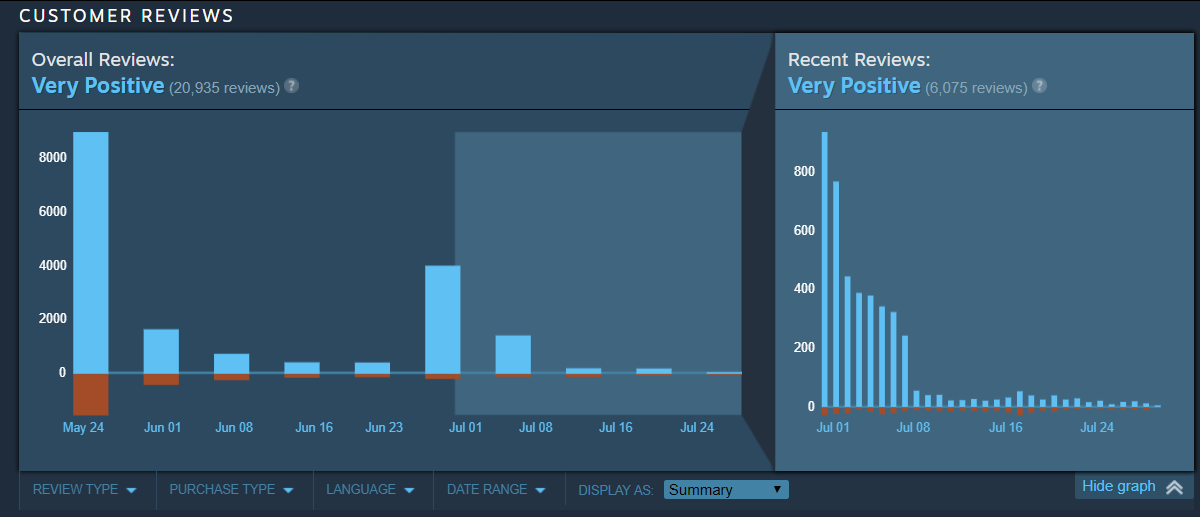 CUSTOMER REVIEWS
Overall Reviews:
Very Positive (20,935 reviews) ?
Recent Reviews:
Very Positive (6,075 reviews) ?
8000
6000
4000
2000
0
May 24 Jun 01 Jun 08 Jun 16 Jun 23 Jul 01 Jul 08 Jul 16 Jul 24
800
600
400
200
0
Jul 01 Jul 08 Jul 16 Jul 24
REVIEW TYPE PURCHASE TYPE LANGUAGE DATE RANGE DISPLAY AS: Summary
Hide graph